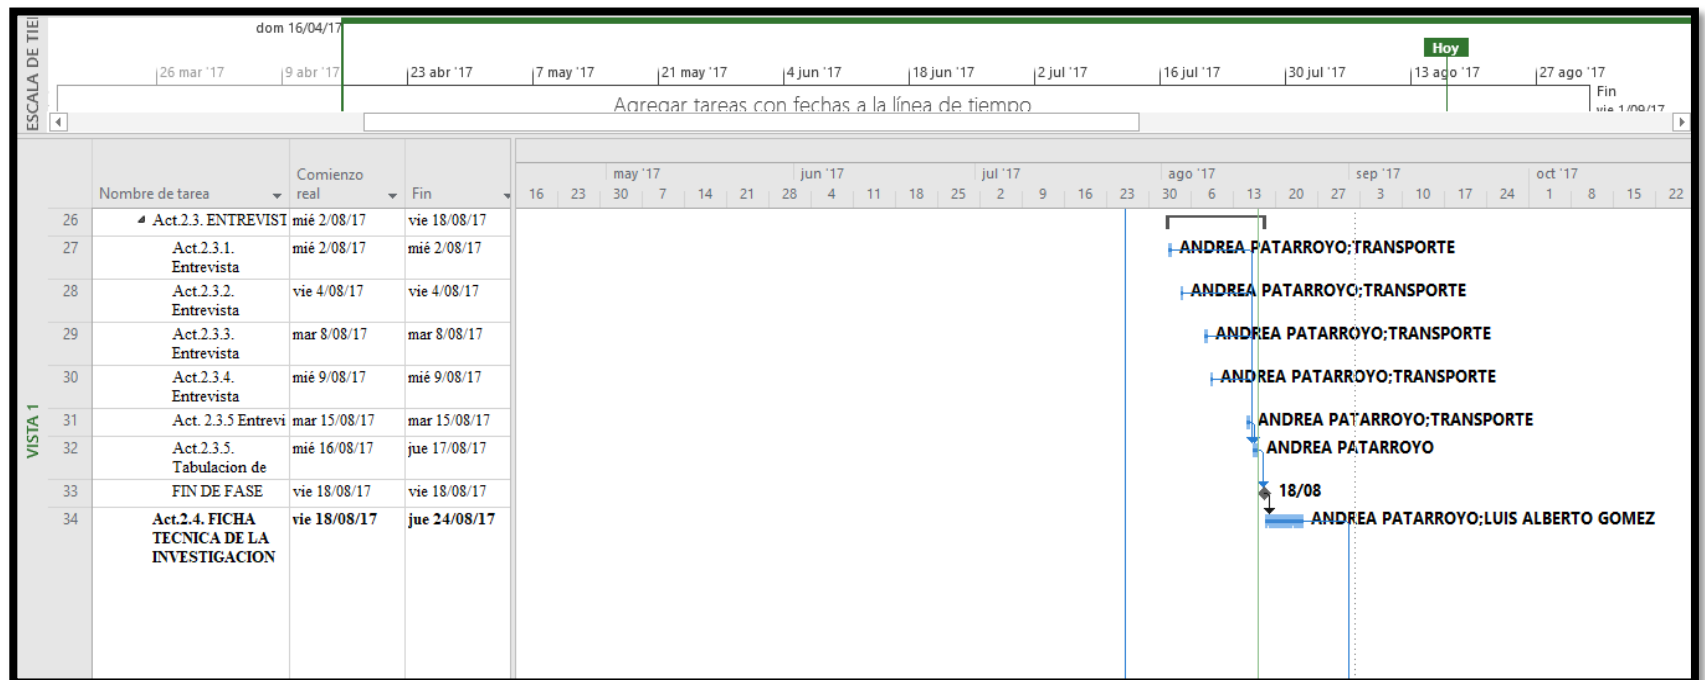 ESCALA DE TIE
dom 16/04/17
Hoy
26 mar '17 9 abr '17 23 abr '17 7 may '17 21 may '17 4 jun '17 18 jun '17 2 jul '17 16 jul '17 30 jul '17 13 ago '17 27 ago '17
Agregar tareas con fechas a la línea de tiempo
Fin
vie 1/09/17
VISTA 1
Nombre de tarea Comienzo real Fin
may '17 jun '17 jul '17 ago '17 sep '17 oct '17
16 23 30 7 14 21 28 4 11 18 25 2 9 16 23 30 6 13 20 27 3 10 17 24 1 8 15 22
26 Act.2.3. ENTREVIST mié 2/08/17 vie 18/08/17
27 Act.2.3.1. mié 2/08/17 mié 2/08/17 ANDREA PATARROYO;TRANSPORTE
Entrevista
28 Act.2.3.2. vie 4/08/17 vie 4/08/17 ANDREA PATARROYO;TRANSPORTE
Entrevista
29 Act.2.3.3. mar 8/08/17 mar 8/08/17 ANDREA PATARROYO;TRANSPORTE
Entrevista
30 Act.2.3.4. mié 9/08/17 mié 9/08/17 ANDREA PATARROYO;TRANSPORTE
Entrevista
31 Act. 2.3.5 Entrevi mar 15/08/17 mar 15/08/17 ANDREA PATARROYO;TRANSPORTE
32 Act.2.3.5. mié 16/08/17 jue 17/08/17 ANDREA PATARROYO
Tabulacion de
33 FIN DE FASE vie 18/08/17 vie 18/08/17 18/08
34 Act.2.4. FICHA vie 18/08/17 jue 24/08/17 ANDREA PATARROYO;LUIS ALBERTO GOMEZ
TECNICA DE LA
INVESTIGACION